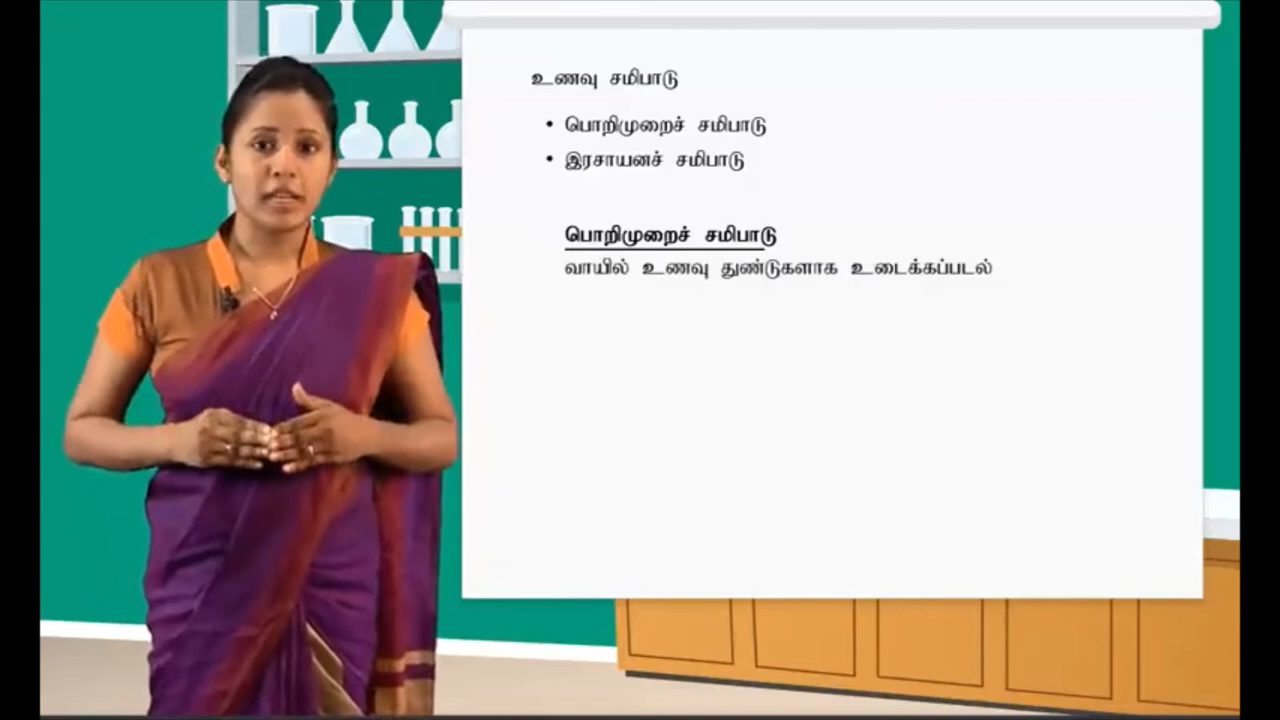 உணவு சமிபாடு
• பொறிமுறைச் சமிபாடு
• இரசாயனச் சமிபாடு
பொறிமுறைச் சமிபாடு
வாயில் உணவு துண்டுகளாக உடைக்கப்படல்